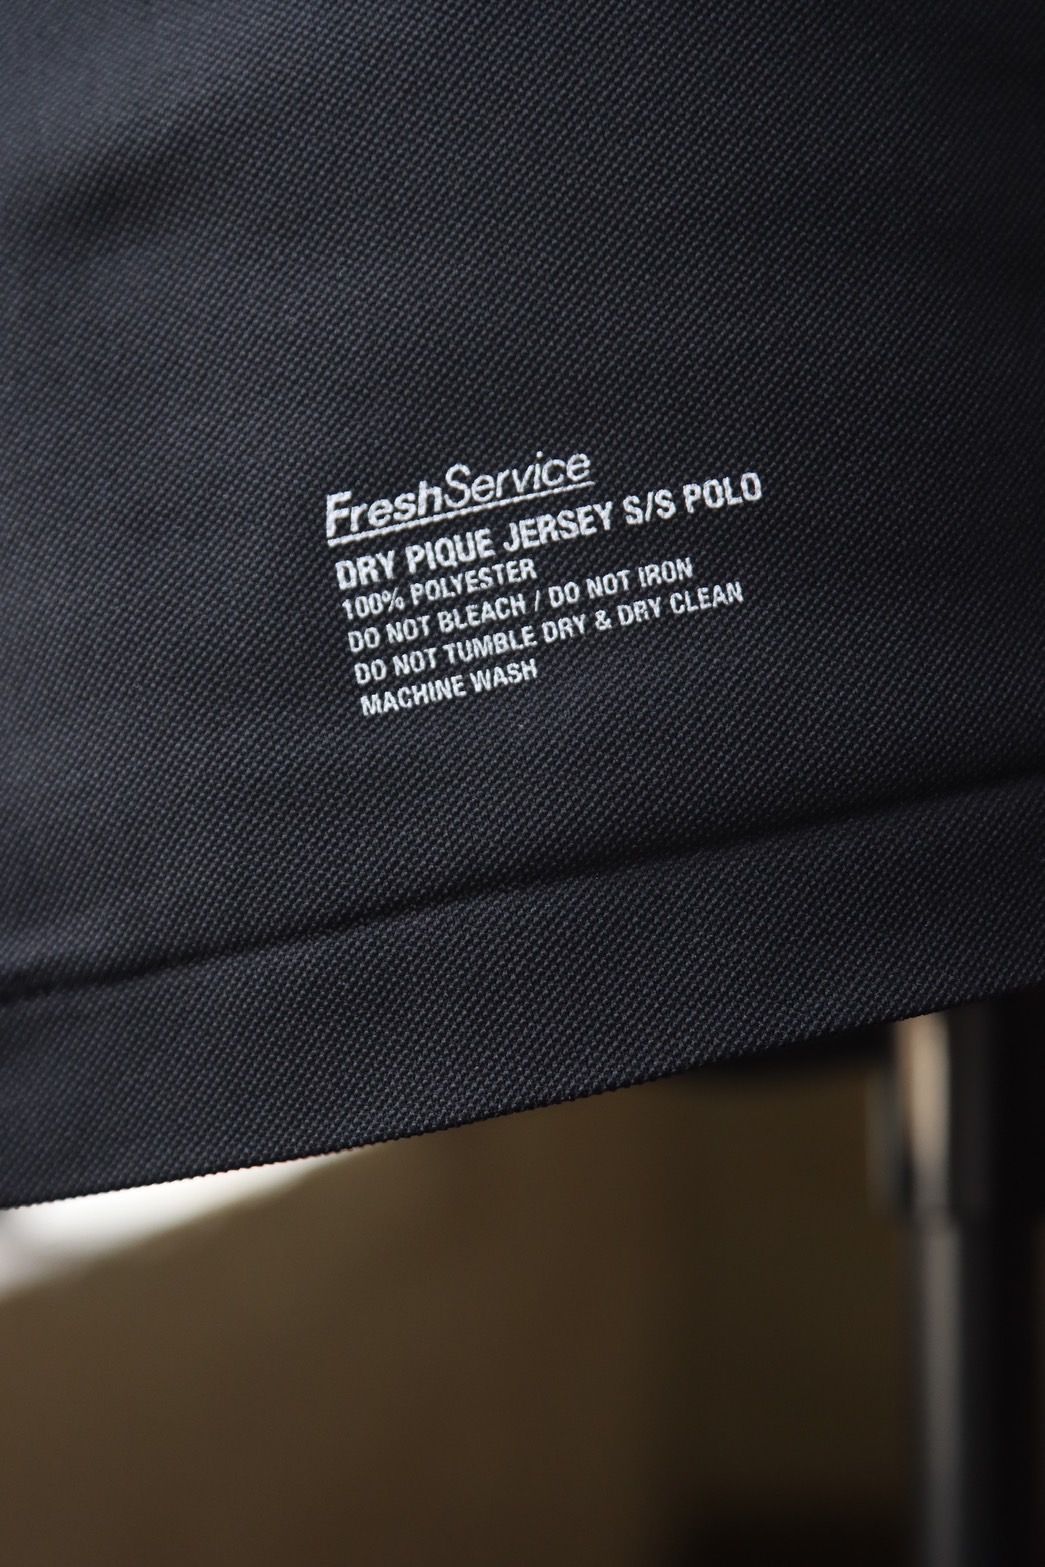 FreshService
DRY PIQUE JERSEY S/S POLO
100% POLYESTER
DO NOT BLEACH / DO NOT IRON
DO NOT TUMBLE DRY & DRY CLEAN
MACHINE WASH